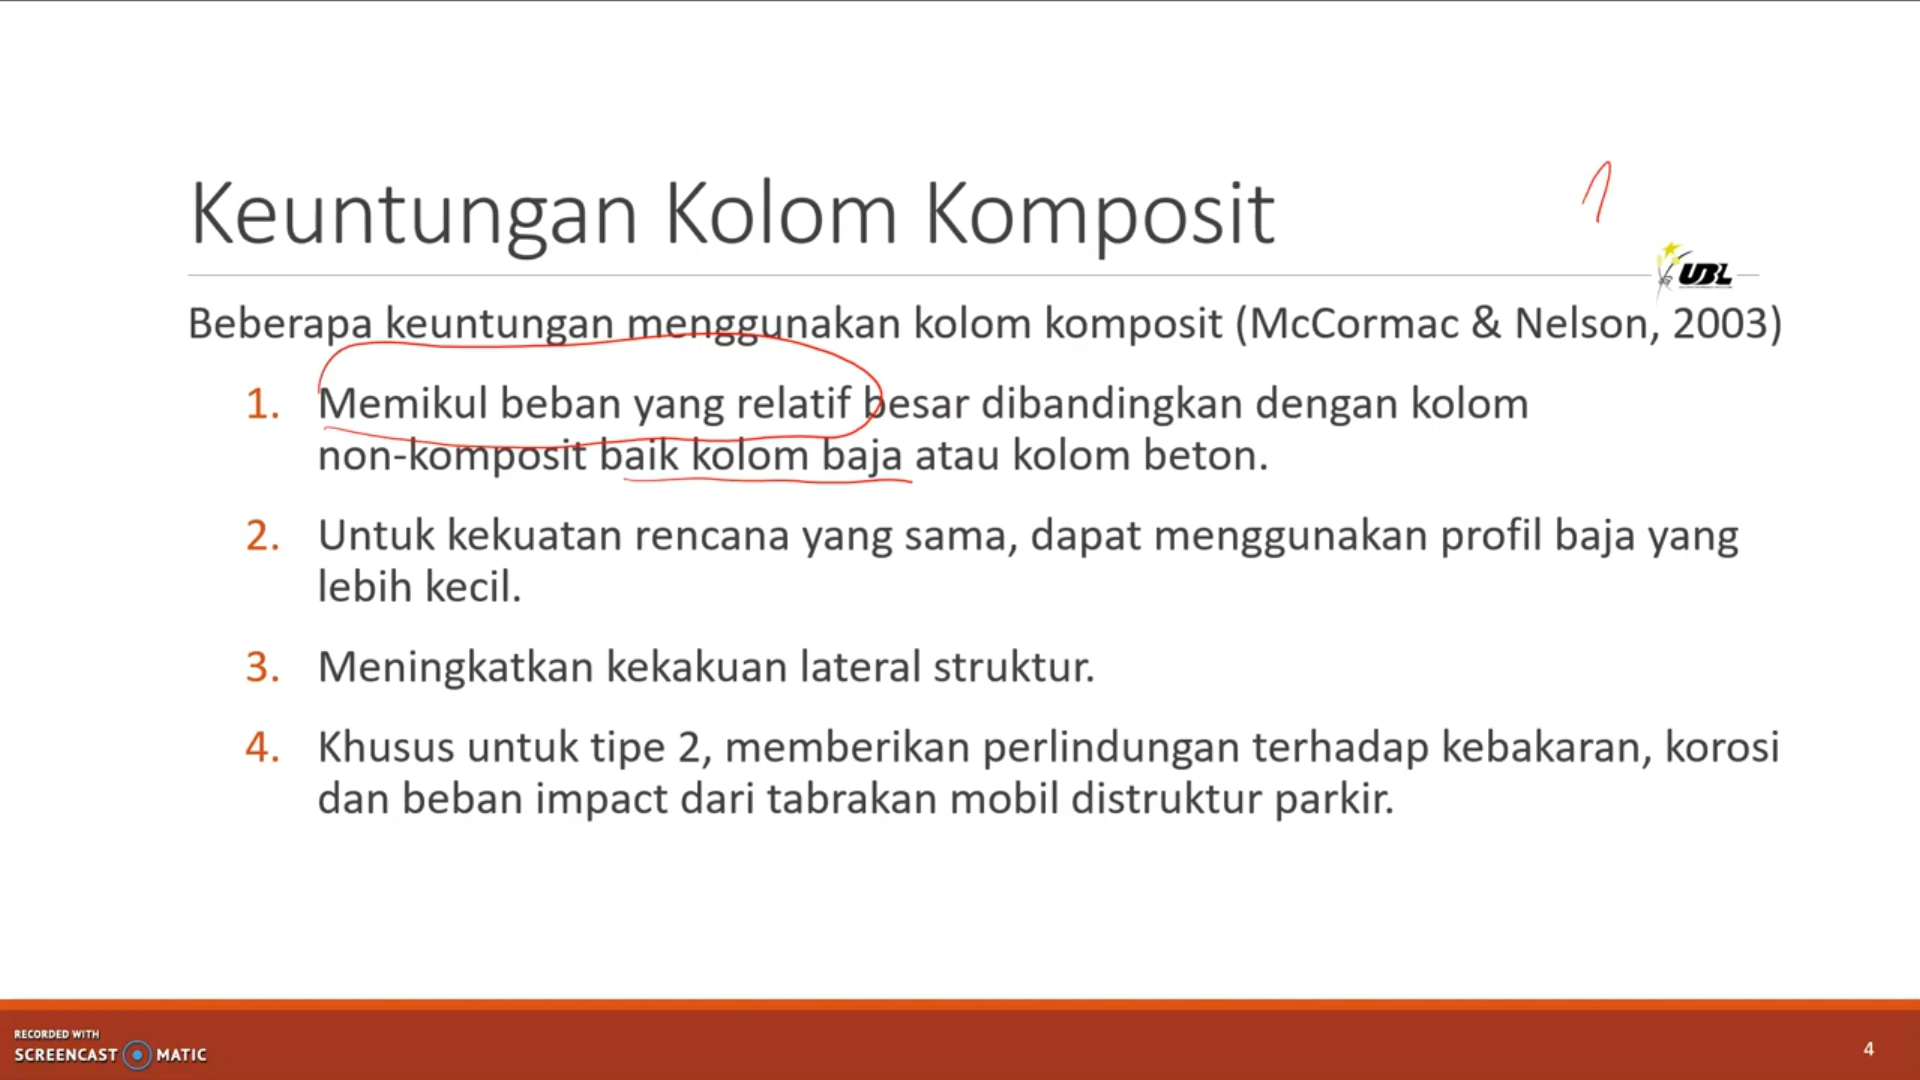 Keuntungan Kolom Komposit
UBL
Beberapa keuntungan menggunakan kolom komposit (McCormac & Nelson, 2003)
1. Memikul beban yang relatif besar dibandingkan dengan kolom
non-komposit baik kolom baja atau kolom beton.
2. Untuk kekuatan rencana yang sama, dapat menggunakan profil baja yang
lebih kecil.
3. Meningkatkan kekakuan lateral struktur.
4. Khusus untuk tipe 2, memberikan perlindungan terhadap kebakaran, korosi
dan beban impact dari tabrakan mobil distruktur parkir.
RECORDED WITH
SCREENCAST MATIC
4